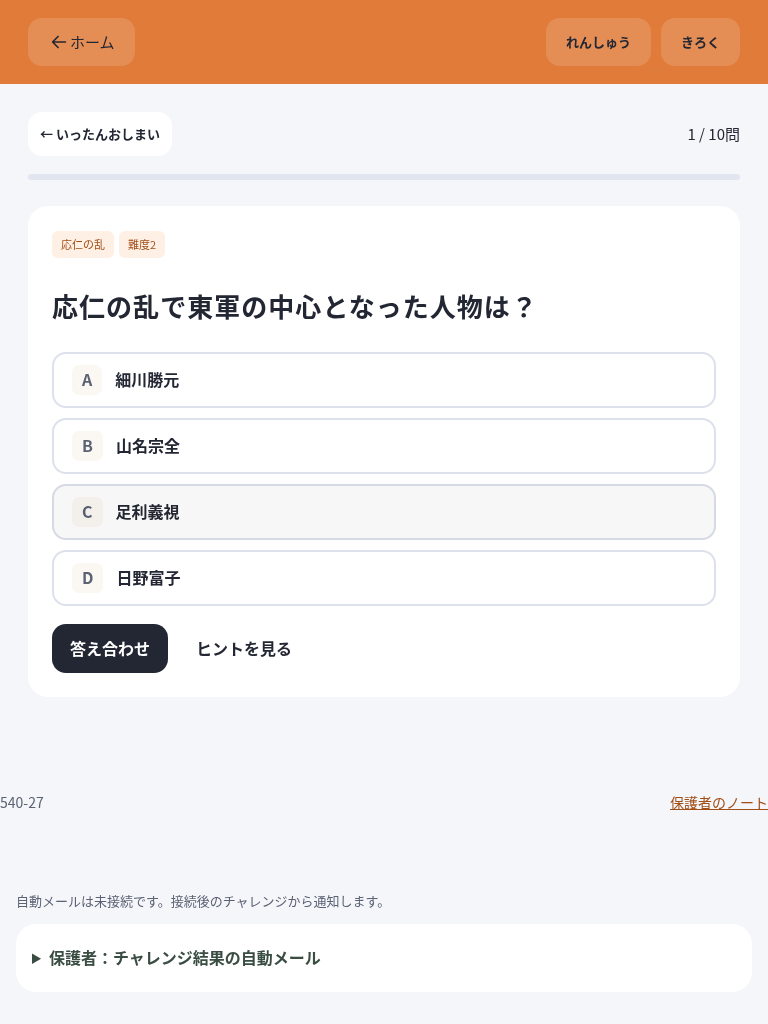 ← ホーム
れんしゅう
きろく
← いったんおしまい
1 / 10問
応仁の乱
難度2
応仁の乱で東軍の中心となった人物は？
A 細川勝元
B 山名宗全
C 足利義視
D 日野富子
答え合わせ
ヒントを見る
540-27
保護者のノート
自動メールは未接続です。接続後のチャレンジから通知します。
▶ 保護者：チャレンジ結果の自動メール